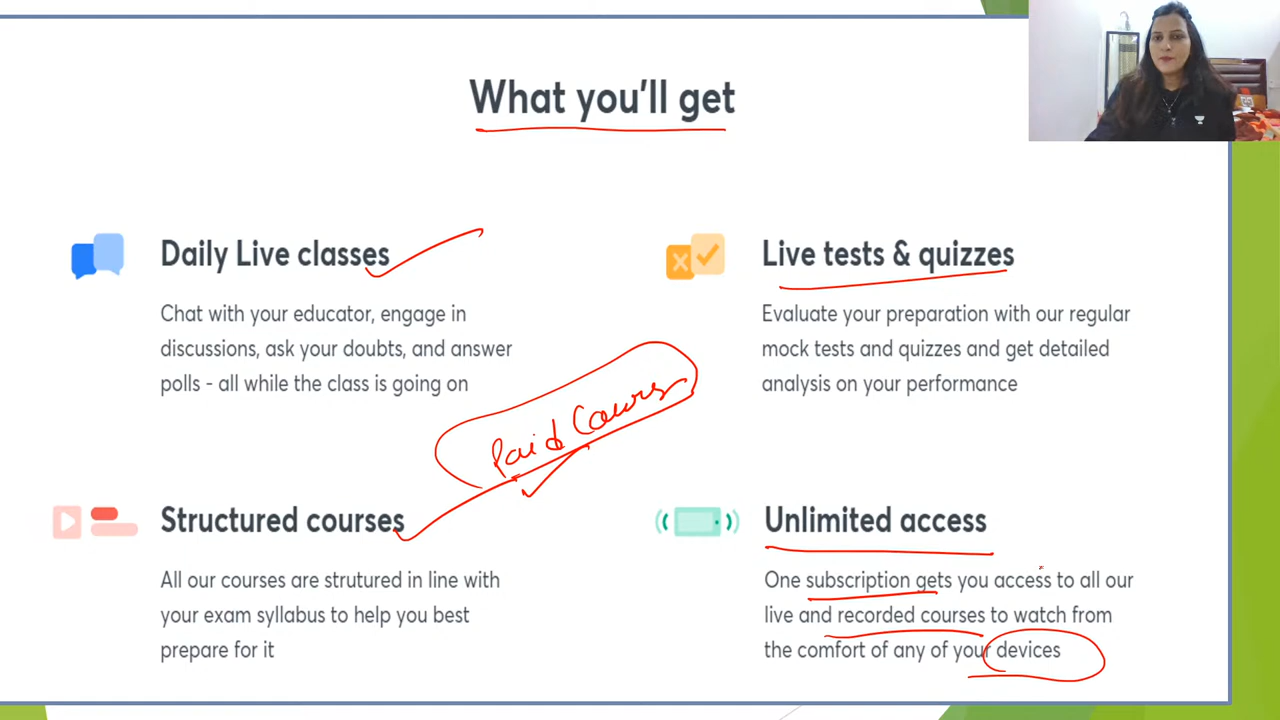 What you'll get
Daily Live classes
Chat with your educator, engage in
discussions, ask your doubts, and answer
polls - all while the class is going on
Live tests & quizzes
Evaluate your preparation with our regular
mock tests and quizzes and get detailed
analysis on your performance
Paid Courses
Structured courses
All our courses are strutured in line with
your exam syllabus to help you best
prepare for it
Unlimited access
One subscription gets you access to all our
live and recorded courses to watch from
the comfort of any of your devices